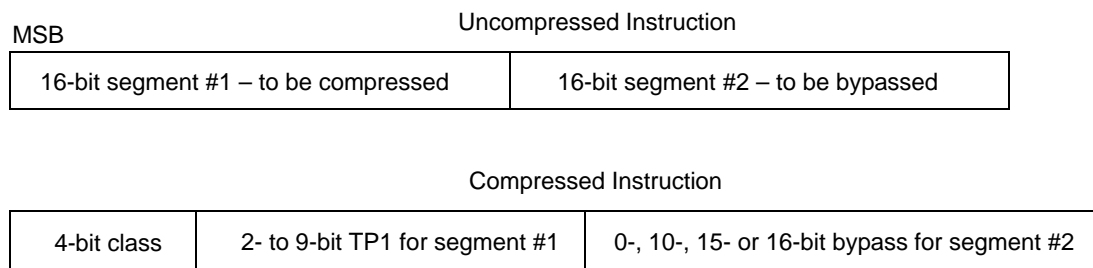 Uncompressed Instruction
MSB
16-bit segment #1 – to be compressed
16-bit segment #2 – to be bypassed
Compressed Instruction
4-bit class
2- to 9-bit TP1 for segment #1
0-, 10-, 15- or 16-bit bypass for segment #2